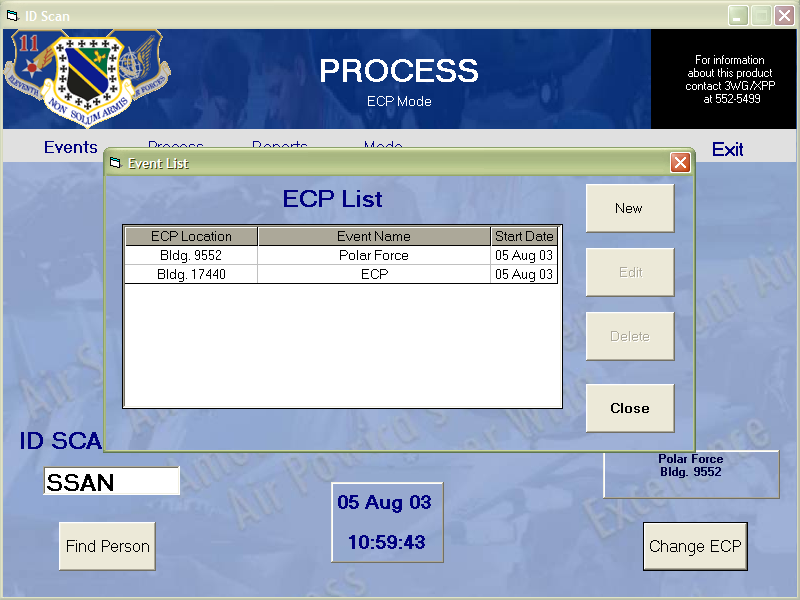 ID Scan
11
ELEVENTH AIR FORCE
NON SOLUM ARMIS
PROCESS
ECP Mode
For information
about this product
contact 3WG/XPP
at 552-5499
Events Process Reports Mode Exit
Event List
ECP List
ECP Location Event Name Start Date
Bldg. 9552 Polar Force 05 Aug 03
Bldg. 17440 ECP 05 Aug 03
New
Edit
Delete
Close
ID SCA
SSAN
Find Person
05 Aug 03
10:59:43
Polar Force
Bldg. 9552
Change ECP